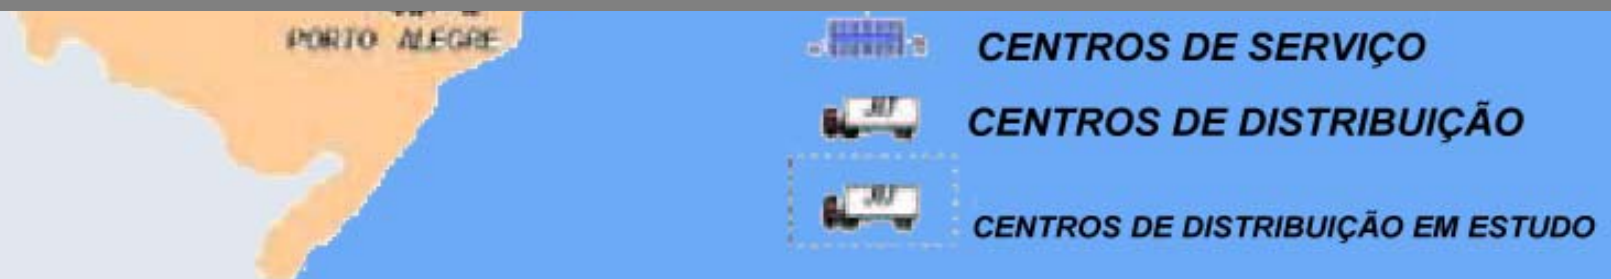 PORTO ALEGRE
CENTROS DE SERVIÇO
CENTROS DE DISTRIBUIÇÃO
CENTROS DE DISTRIBUIÇÃO EM ESTUDO